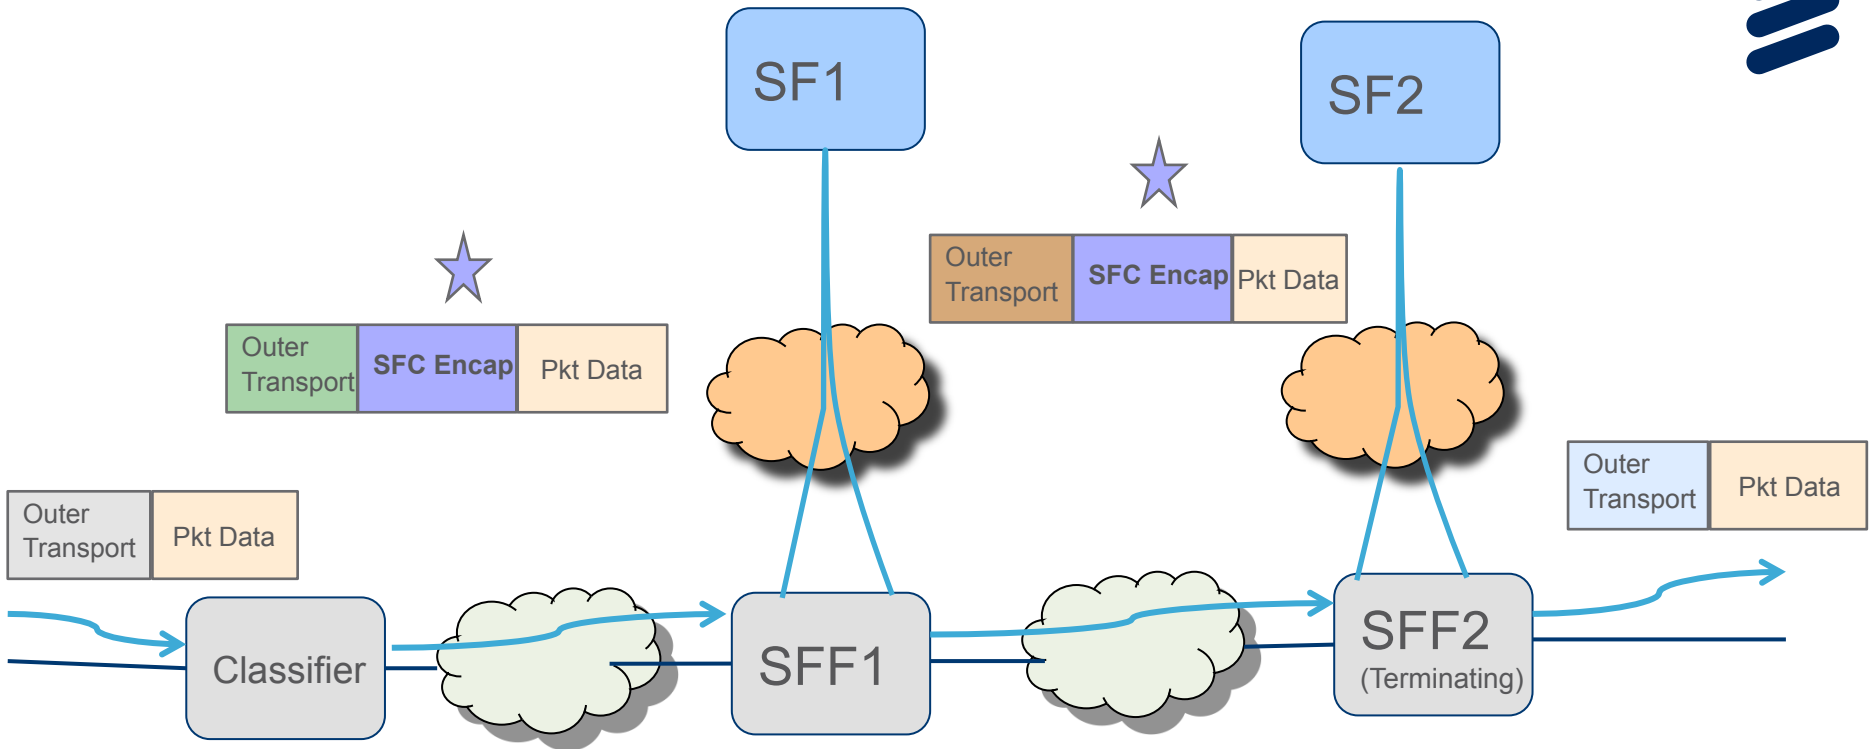 SF1
SF2
Outer
Transport
SFC Encap
Pkt Data
Outer
Transport
SFC Encap
Pkt Data
Outer
Transport
Pkt Data
Outer
Transport
Pkt Data
Classifier
SFF1
SFF2
(Terminating)